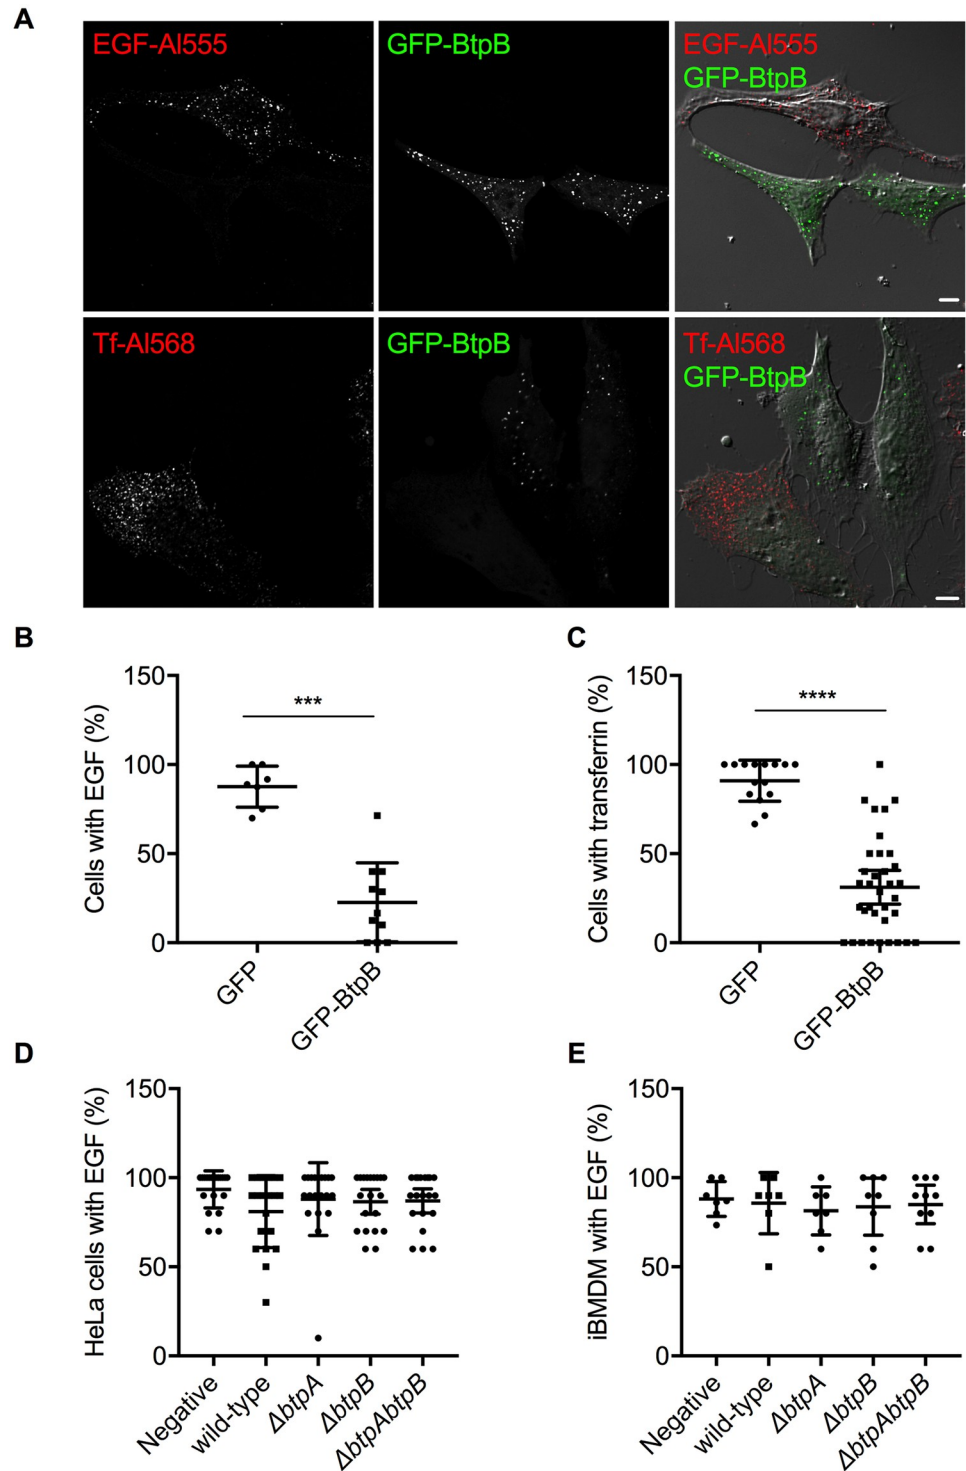 A
EGF-Al555
GFP-BtpB
EGF-Al555
GFP-BtpB
Tf-Al568
GFP-BtpB
Tf-Al568
GFP-BtpB
B
Cells with EGF (%)
150
100
50
0
***
GFP
GFP-BtpB
C
Cells with transferrin (%)
150
100
50
0
****
GFP
GFP-BtpB
D
HeLa cells with EGF (%)
150
100
50
0
Negative
wild-type
ΔbtpA
ΔbtpB
ΔbtpAbtpB
E
iBMDM with EGF (%)
150
100
50
0
Negative
wild-type
ΔbtpA
ΔbtpB
ΔbtpAbtpB